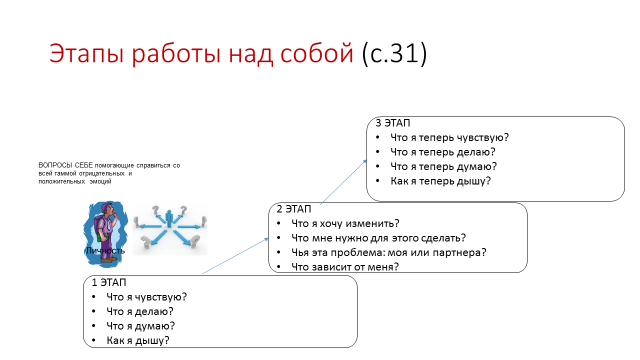 Этапы работы над собой (с.31)
ВОПРОСЫ СЕБЕ помогающие справиться со
всей гаммой отрицательных и
положительных эмоций
Личность
3 ЭТАП
• Что я теперь чувствую?
• Что я теперь делаю?
• Что я теперь думаю?
• Как я теперь дышу?
2 ЭТАП
• Что я хочу изменить?
• Что мне нужно для этого сделать?
• Чья эта проблема: моя или партнера?
• Что зависит от меня?
1 ЭТАП
• Что я чувствую?
• Что я делаю?
• Что я думаю?
• Как я дышу?